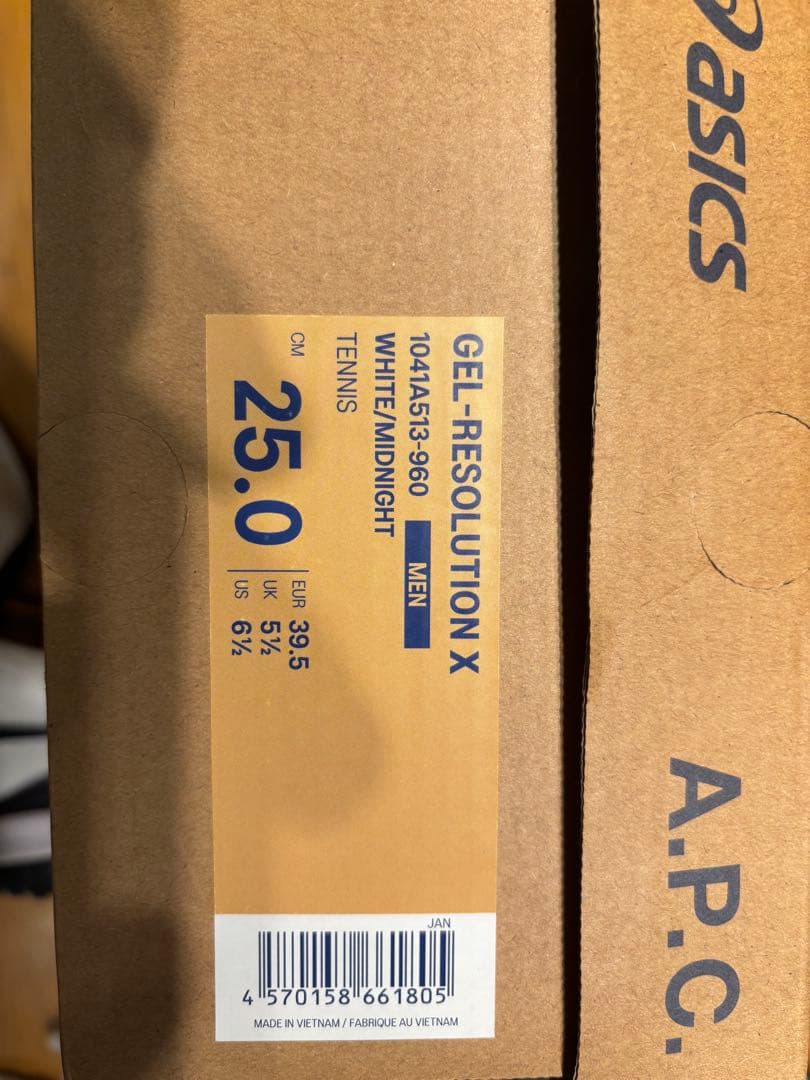 asics
A.P.C.
GEL-RESOLUTION X
1041A513-960 MEN
WHITE/MIDNIGHT
TENNIS
CM 25.0
EUR 39.5
UK 5½
US 6½
JAN
4 570158 661805
MADE IN VIETNAM / FABRIQUE AU VIETNAM